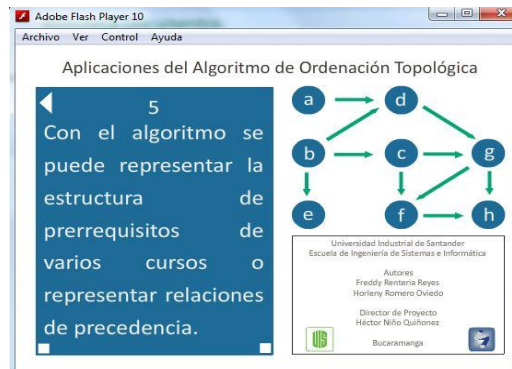 Adobe Flash Player 10
Archivo Ver Control Ayuda
Aplicaciones del Algoritmo de Ordenación Topológica
5
Con el algoritmo se
puede representar la
estructura de
prerrequisitos de
varios cursos o
representar relaciones
de precedencia.
a d
b c g
e f h
Universidad Industrial de Santander
Escuela de Ingeniería de Sistemas e Informática
Autores
Freddy Renteria Reyes
Horleny Romero Oviedo
Director de Proyecto
Héctor Niño Quiñonez
Bucaramanga
UIS